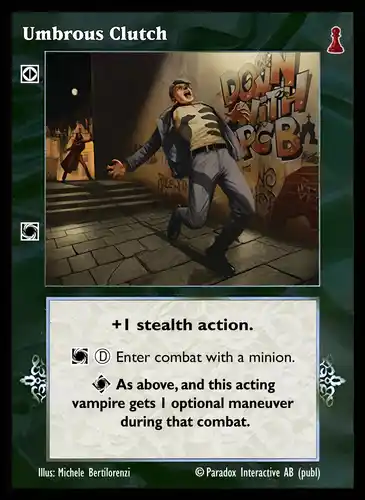 Umbrous Clutch
DOWN
WITH
PCB
+1 stealth action.
Ⓓ Enter combat with a minion.
As above, and this acting
vampire gets 1 optional maneuver
during that combat.
Illus: Michele Bertilorenzi © Paradox Interactive AB (publ)